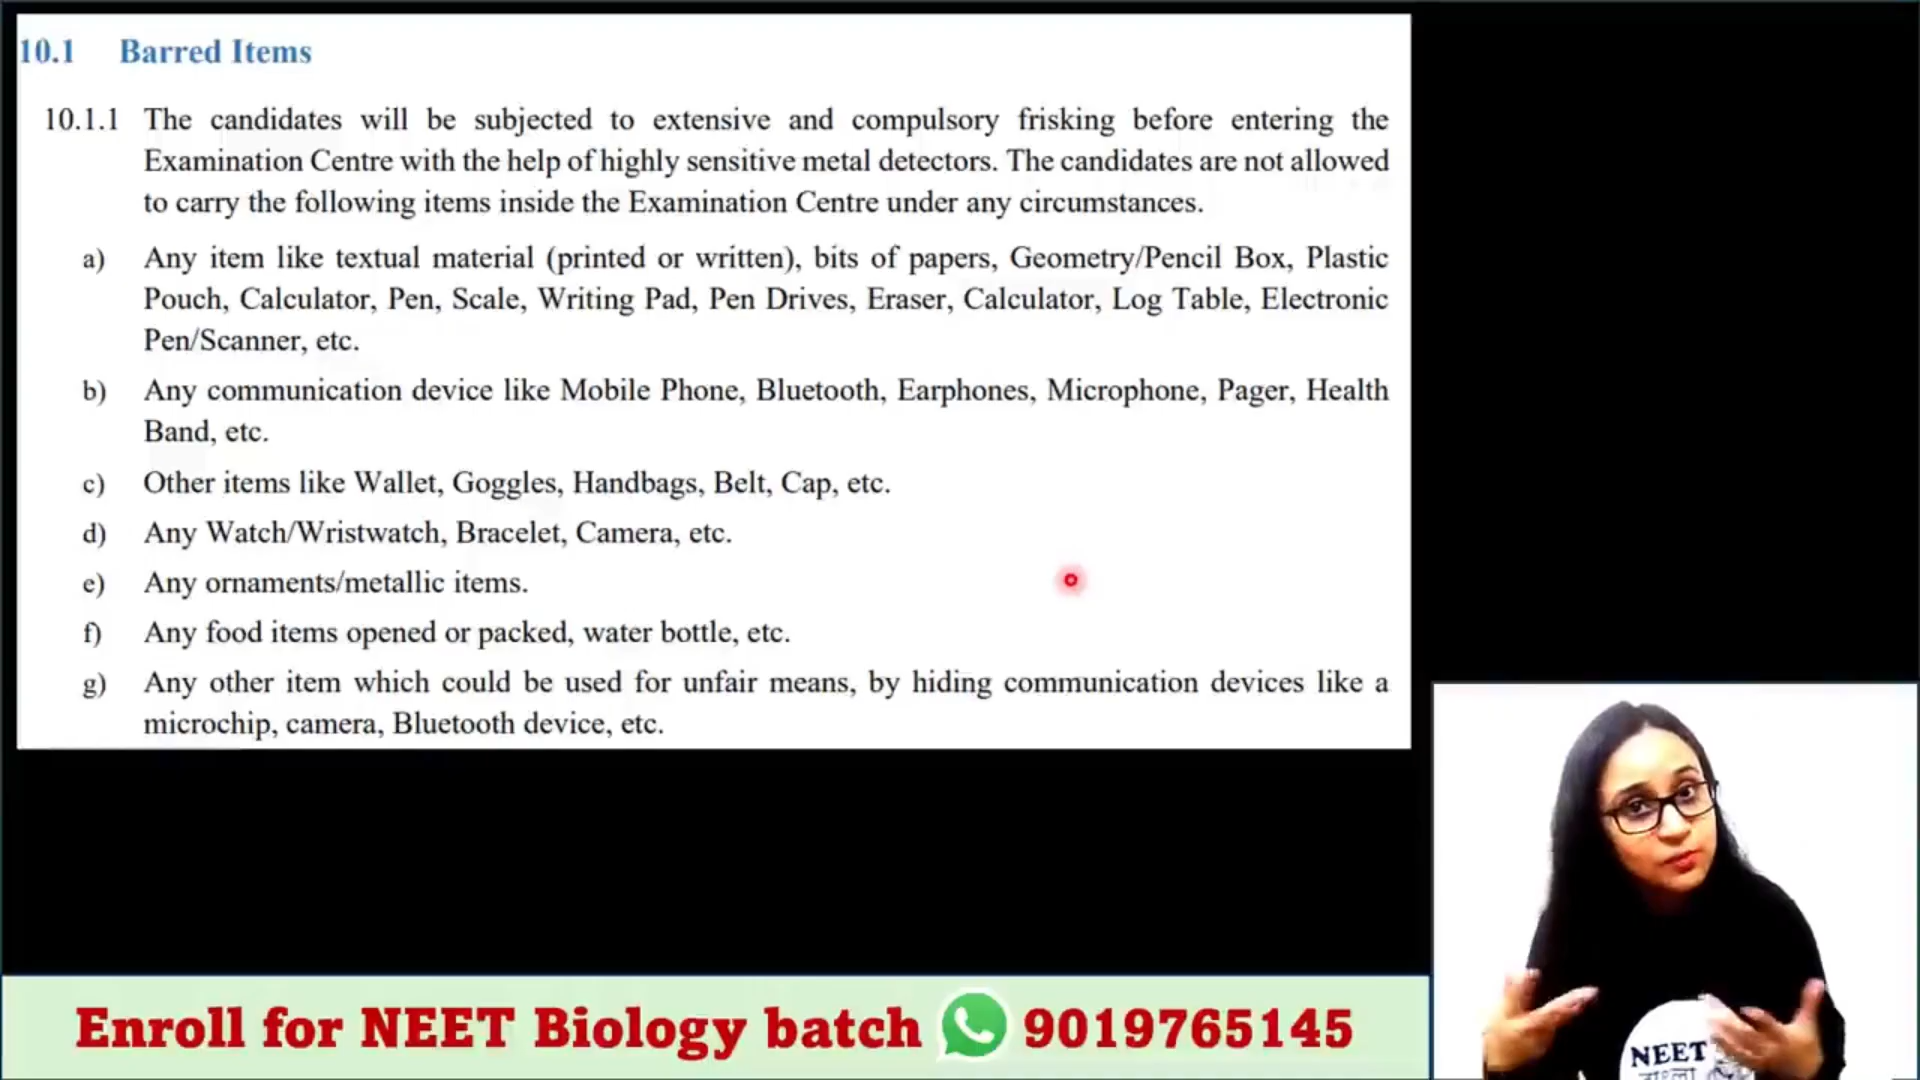 10.1 Barred Items
10.1.1 The candidates will be subjected to extensive and compulsory frisking before entering the
Examination Centre with the help of highly sensitive metal detectors. The candidates are not allowed
to carry the following items inside the Examination Centre under any circumstances.
a) Any item like textual material (printed or written), bits of papers, Geometry/Pencil Box, Plastic
Pouch, Calculator, Pen, Scale, Writing Pad, Pen Drives, Eraser, Calculator, Log Table, Electronic
Pen/Scanner, etc.
b) Any communication device like Mobile Phone, Bluetooth, Earphones, Microphone, Pager, Health
Band, etc.
c) Other items like Wallet, Goggles, Handbags, Belt, Cap, etc.
d) Any Watch/Wristwatch, Bracelet, Camera, etc.
e) Any ornaments/metallic items.
f) Any food items opened or packed, water bottle, etc.
g) Any other item which could be used for unfair means, by hiding communication devices like a
microchip, camera, Bluetooth device, etc.
Enroll for NEET Biology batch 9019765145
NEET